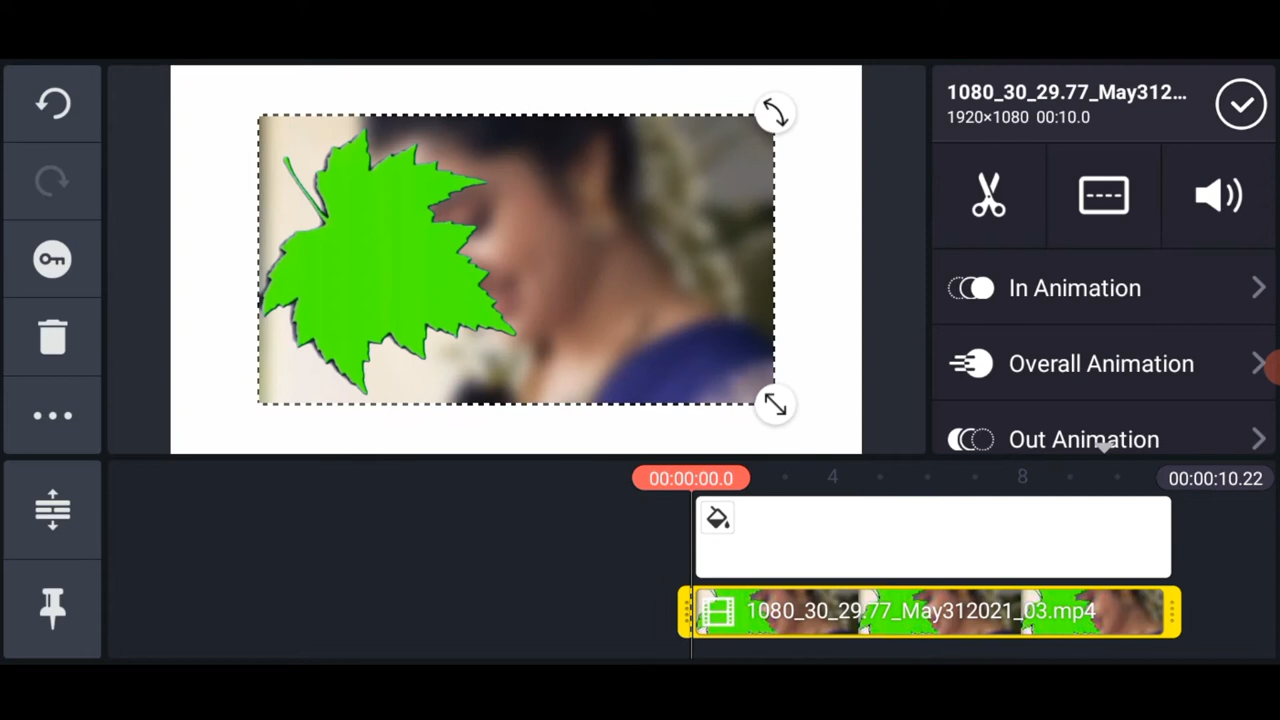 1080_30_29.77_May312...
1920×1080 00:10.0
In Animation
Overall Animation
Out Animation
00:00:00.0
4
8
00:00:10.22
1080_30_29.77_May312021_03.mp4